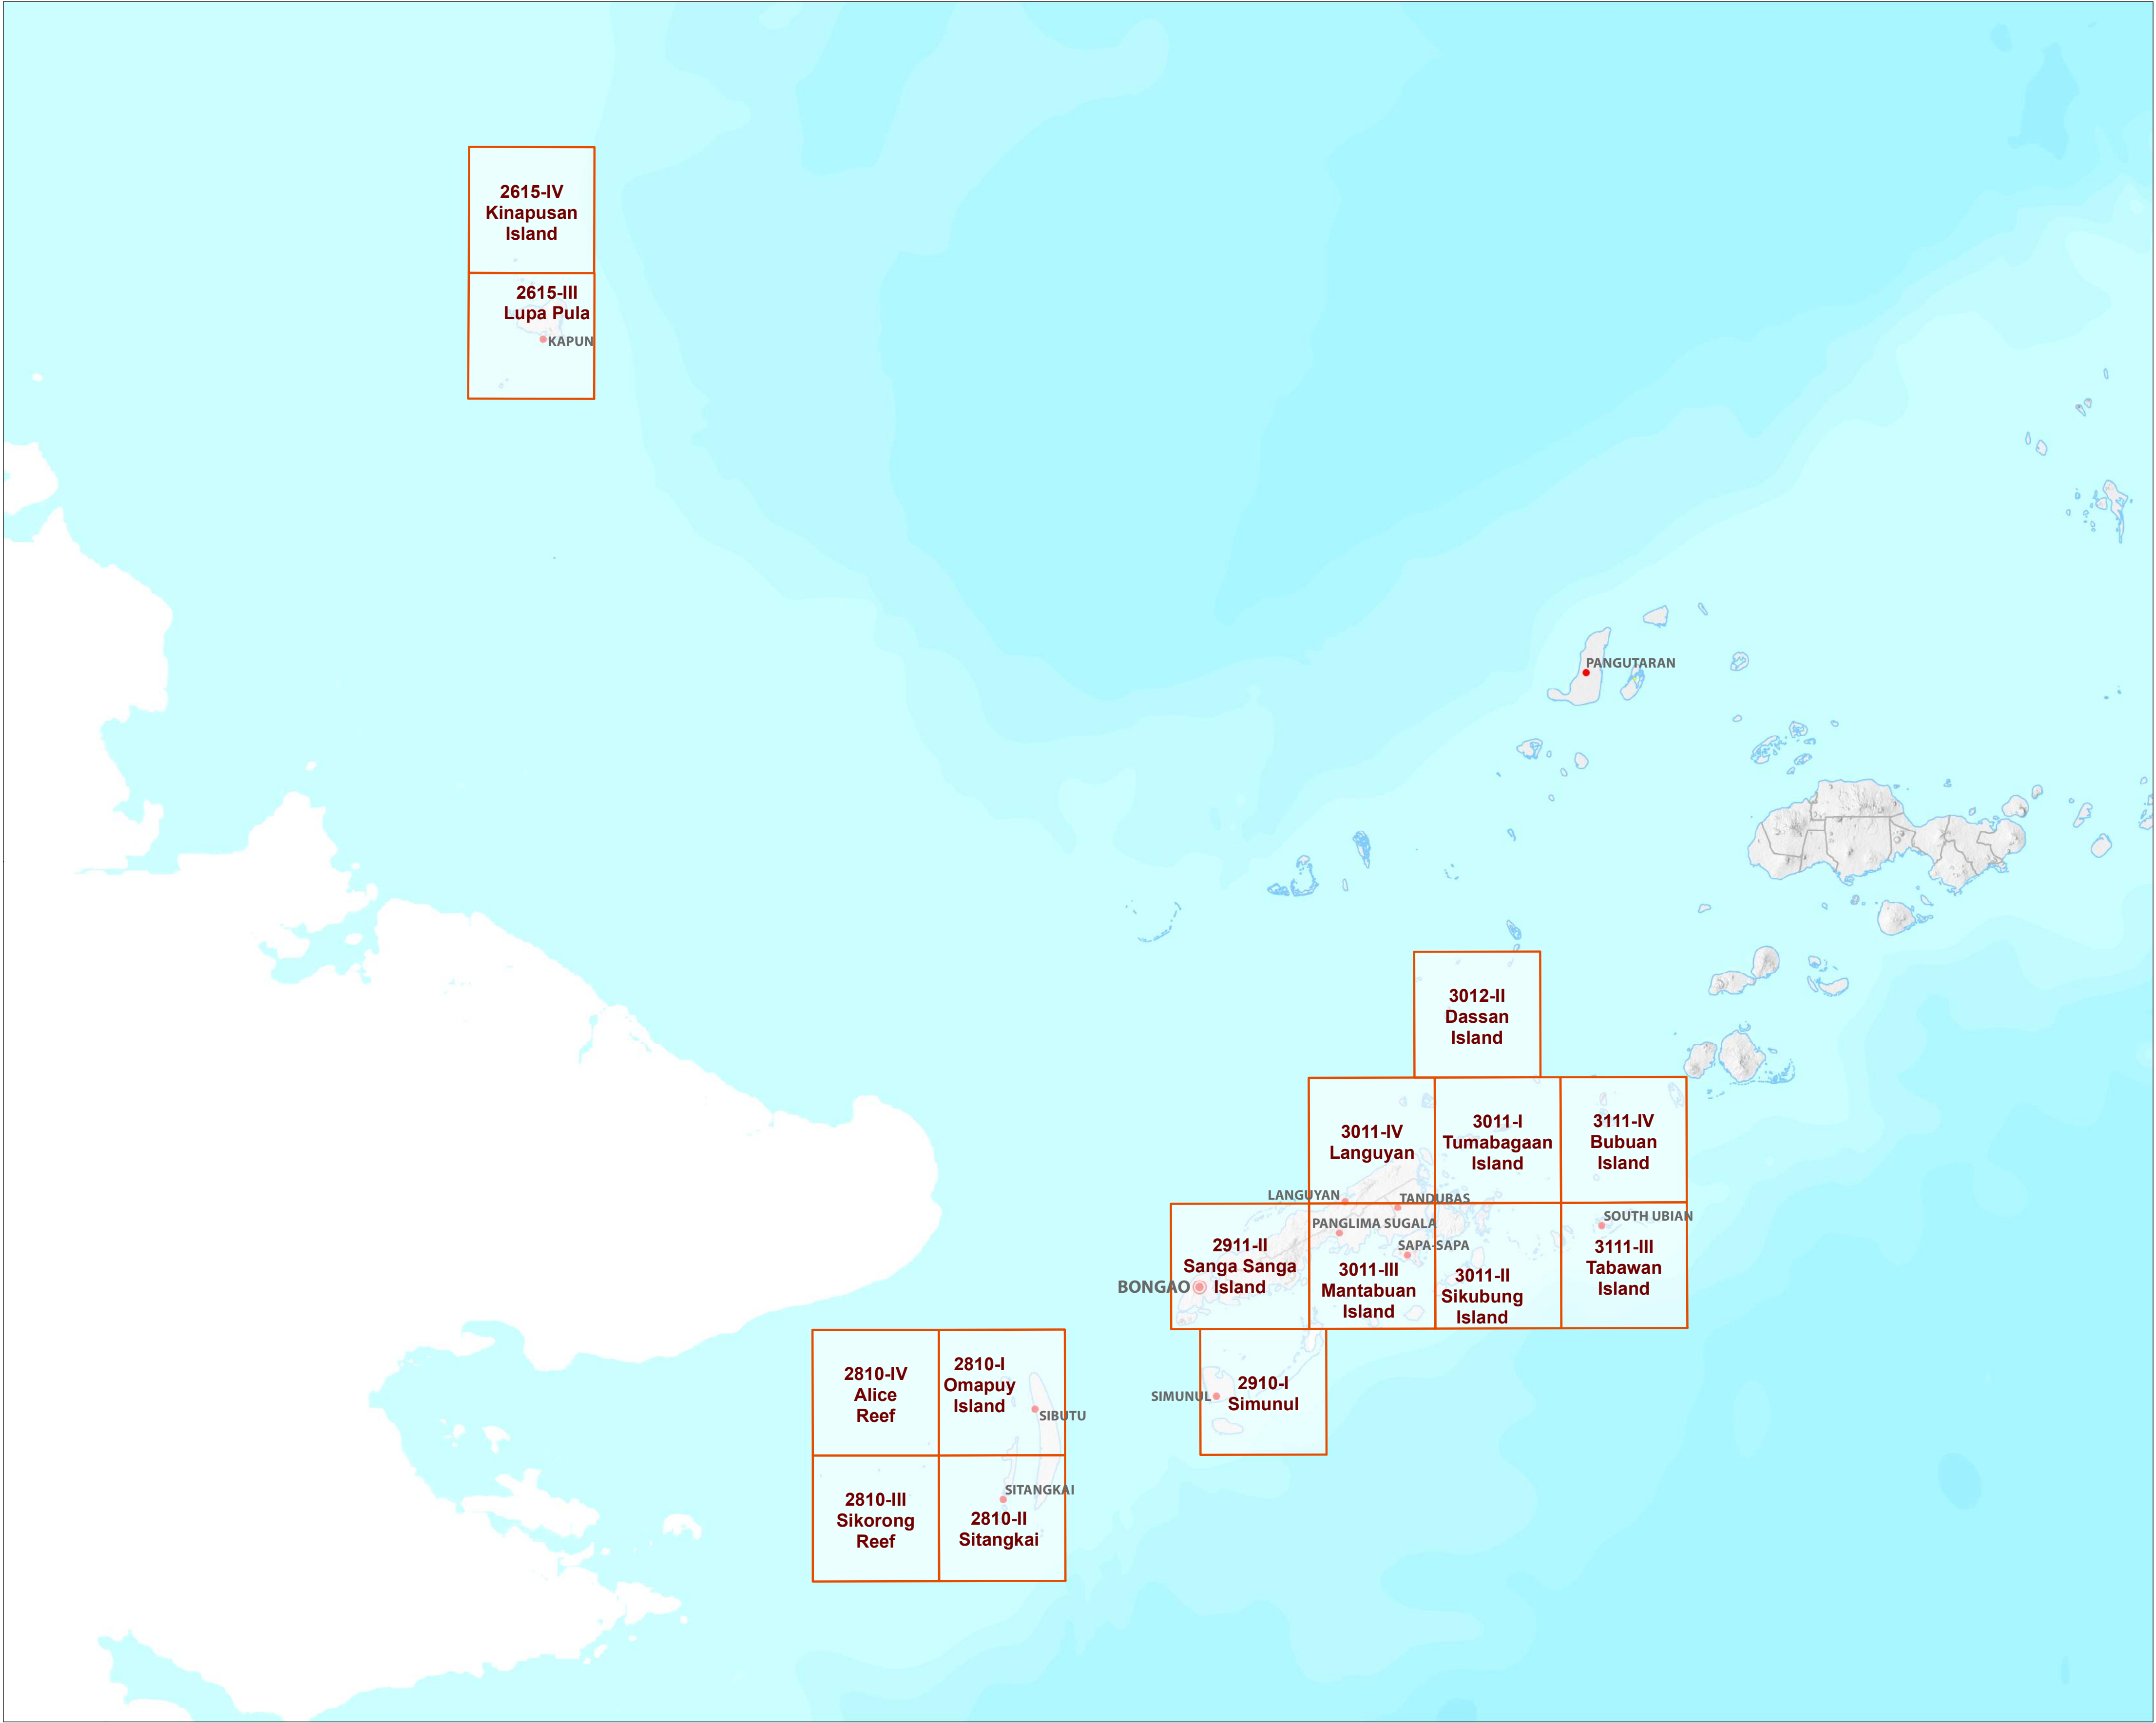 2615-IV
Kinapusan
Island
2615-III
Lupa Pula
KAPUN
PANGUTARAN
3012-II
Dassan
Island
3011-IV
Languyan
3011-I
Tumabagaan
Island
3111-IV
Bubuan
Island
LANGUYAN
TANDUBAS
PANGLIMA SUGALA
SAPA-SAPA
SOUTH UBIAN
2911-II
Sanga Sanga
Island
BONGAO
3011-III
Mantabuan
Island
3011-II
Sikubung
Island
3111-III
Tabawan
Island
2810-IV
Alice
Reef
2810-I
Omapuy
Island
SIBUTU
SIMUNUL
2910-I
Simunul
2810-III
Sikorong
Reef
SITANGKAI
2810-II
Sitangkai